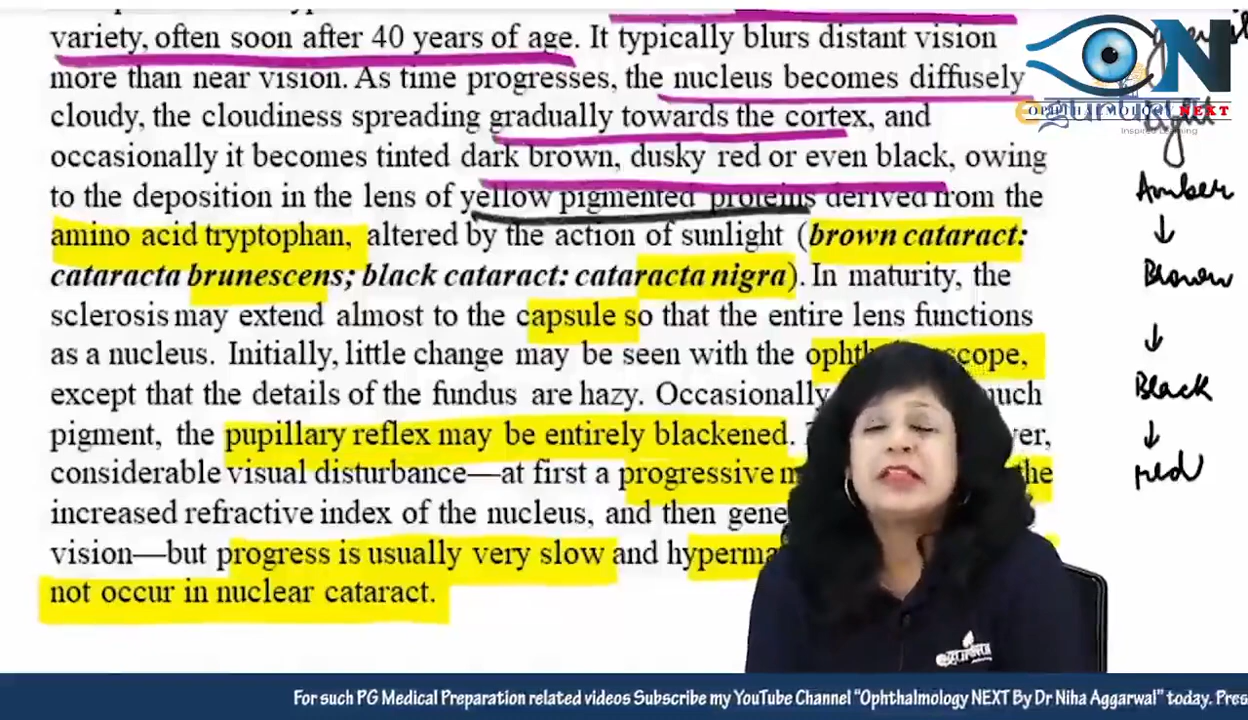 variety, often soon after 40 years of age. It typically blurs distant vision
more than near vision. As time progresses, the nucleus becomes diffusely
cloudy, the cloudiness spreading gradually towards the cortex, and
occasionally it becomes tinted dark brown, dusky red or even black, owing
to the deposition in the lens of yellow pigmented proteins derived from the
amino acid tryptophan, altered by the action of sunlight (brown cataract:
cataracta brunescens; black cataract: cataracta nigra). In maturity, the
sclerosis may extend almost to the capsule so that the entire lens functions
as a nucleus. Initially, little change may be seen with the
except that the details of the fundus are hazy. Occasionally
pigment, the pupillary reflex may be entirely blackened.
considerable visual disturbance—at first a progressive the
increased refractive index of the nucleus, and then
vision—but progress is usually very slow and
not occur in nuclear cataract.
ON
OPHTHALMOLOGY NEXT
Inspired Learning
Amber
↓
Brown
↓
Black
↓
red
For such PG Medical Preparation related videos Subscribe my YouTube Channel “Ophthalmology NEXT By Dr Niha Aggarwal” today.